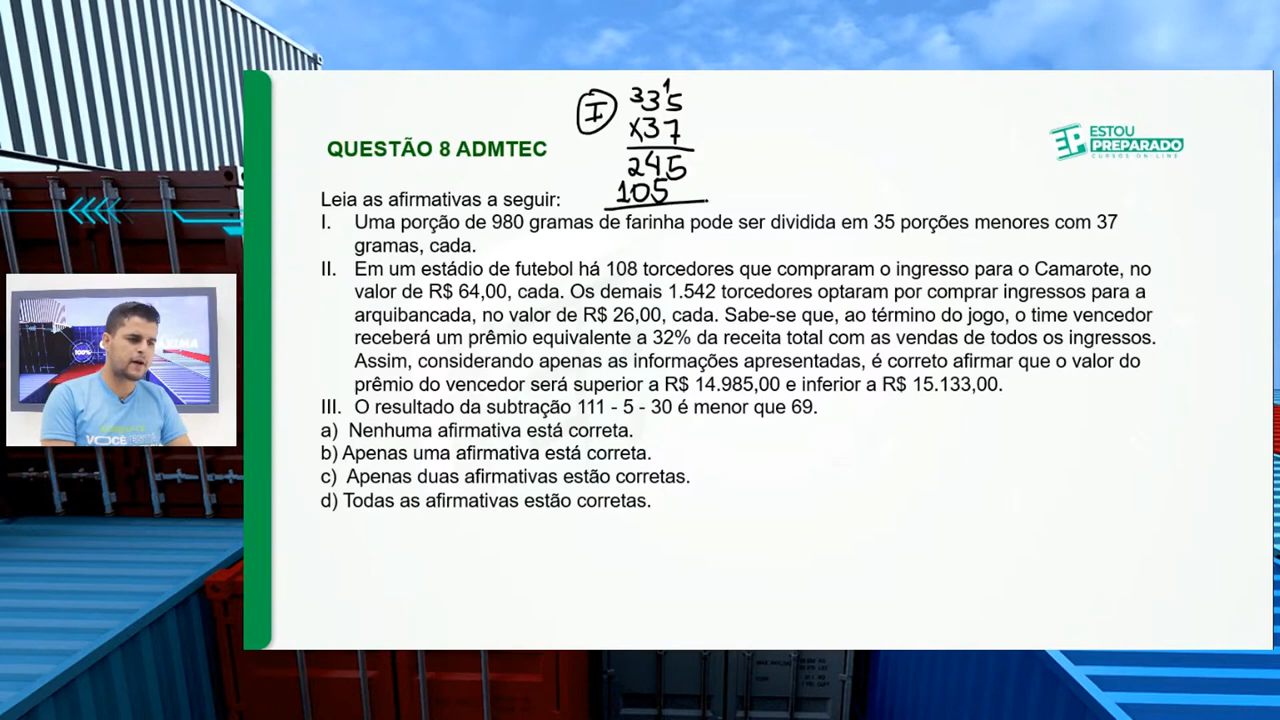 I 335
x37
245
105
ESTOU
PREPARADO
CURSOS ON-LINE
QUESTÃO 8 ADMTEC
Leia as afirmativas a seguir:
I. Uma porção de 980 gramas de farinha pode ser dividida em 35 porções menores com 37
gramas, cada.
II. Em um estádio de futebol há 108 torcedores que compraram o ingresso para o Camarote, no
valor de R$ 64,00, cada. Os demais 1.542 torcedores optaram por comprar ingressos para a
arquibancada, no valor de R$ 26,00, cada. Sabe-se que, ao término do jogo, o time vencedor
receberá um prêmio equivalente a 32% da receita total com as vendas de todos os ingressos.
Assim, considerando apenas as informações apresentadas, é correto afirmar que o valor do
prêmio do vencedor será superior a R$ 14.985,00 e inferior a R$ 15.133,00.
III. O resultado da subtração 111 - 5 - 30 é menor que 69.
a) Nenhuma afirmativa está correta.
b) Apenas uma afirmativa está correta.
c) Apenas duas afirmativas estão corretas.
d) Todas as afirmativas estão corretas.
100%
VOCÊ